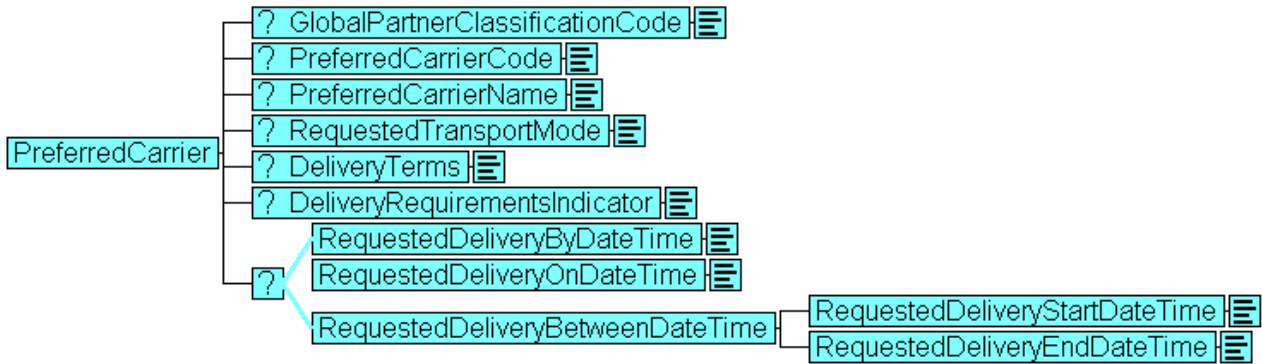 ? GlobalPartnerClassificationCode
? PreferredCarrierCode
? PreferredCarrierName
? RequestedTransportMode
PreferredCarrier
? DeliveryTerms
? DeliveryRequirementsIndicator
RequestedDeliveryByDateTime
?
RequestedDeliveryOnDateTime
RequestedDeliveryBetweenDateTime
RequestedDeliveryStartDateTime
RequestedDeliveryEndDateTime